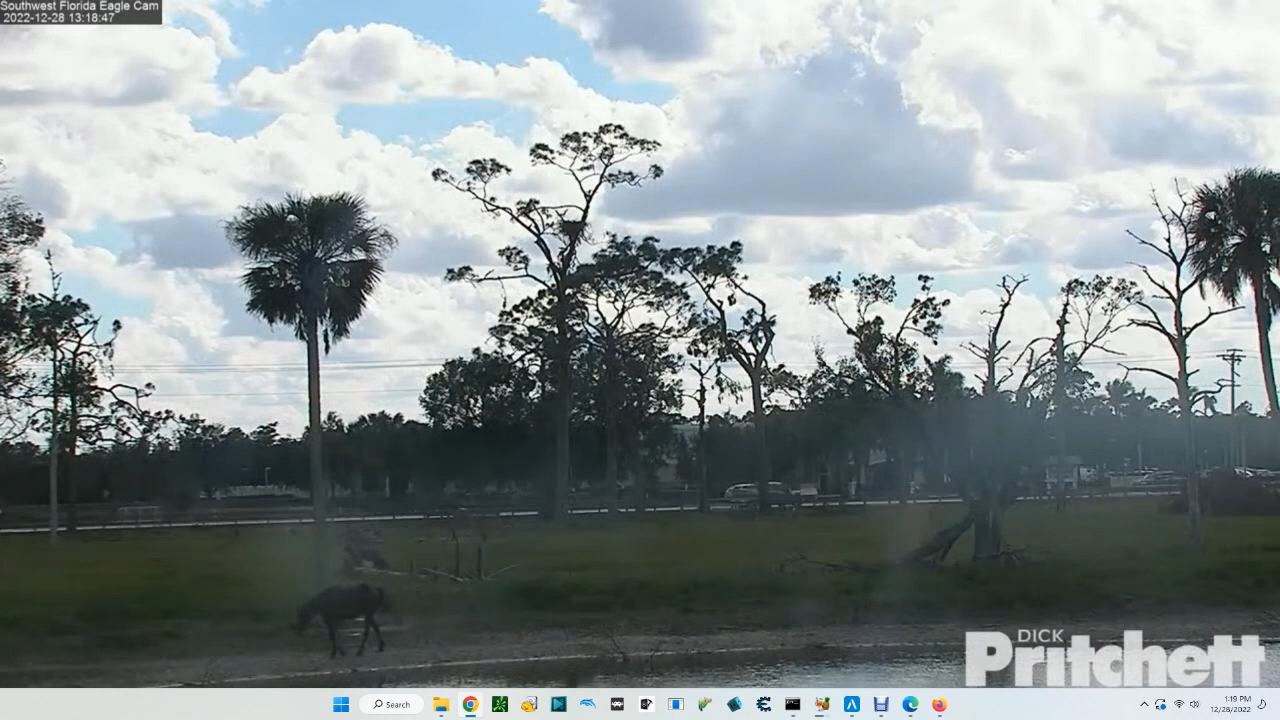 Southwest Florida Eagle Cam
2022-12-28 13:18:47
DICK
Pritchett
Search
1:19 PM
12/28/2022